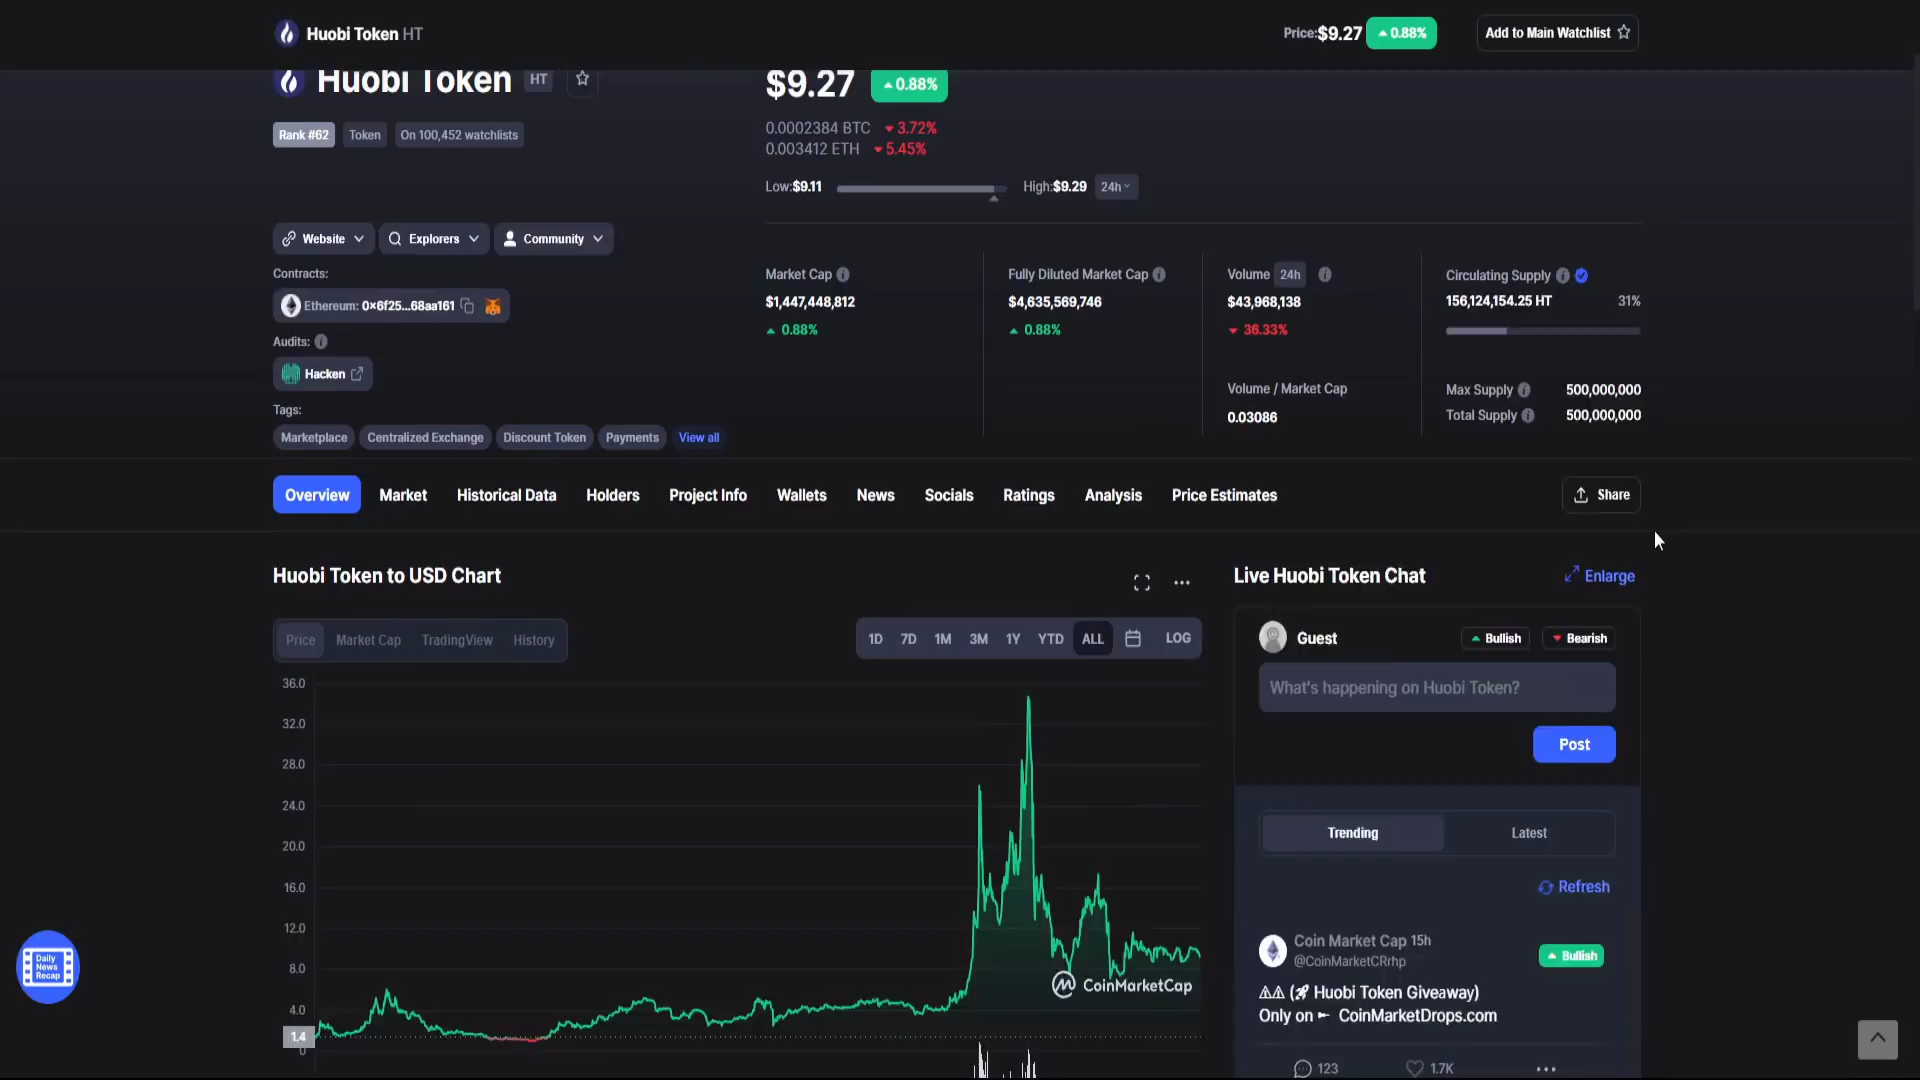 Huobi Token HT
Price:$9.27 0.88%
Add to Main Watchlist
Huobi Token HT
$9.27 0.88%
Rank #62 Token On 100,452 watchlists
0.0002384 BTC 3.72%
0.003412 ETH 5.45%
Low:$9.11 High:$9.29 24h
Website Explorers Community
Contracts:
Ethereum: 0x6f25...68aa161
Audits:
Hacken
Tags:
Marketplace Centralized Exchange Discount Token Payments View all
Market Cap
$1,447,448,812
0.88%
Fully Diluted Market Cap
$4,635,569,746
0.88%
Volume 24h
$43,968,138
36.33%
Volume / Market Cap
0.03086
Circulating Supply
156,124,154.25 HT 31%
Max Supply 500,000,000
Total Supply 500,000,000
Overview Market Historical Data Holders Project Info Wallets News Socials Ratings Analysis Price Estimates Share
Huobi Token to USD Chart
Price Market Cap TradingView History
1D 7D 1M 3M 1Y YTD ALL LOG
36.0
32.0
28.0
24.0
20.0
16.0
12.0
8.0
4.0
1.4
0
CoinMarketCap
Live Huobi Token Chat
Enlarge
Guest
Bullish Bearish
What's happening on Huobi Token?
Post
Trending Latest
Refresh
Coin Market Cap 15h
@CoinMarketCRrhp
Bullish
⚠⚠ (🚀 Huobi Token Giveaway)
Only on ➼ CoinMarketDrops.com
123 1.7K
Daily
News
Recap